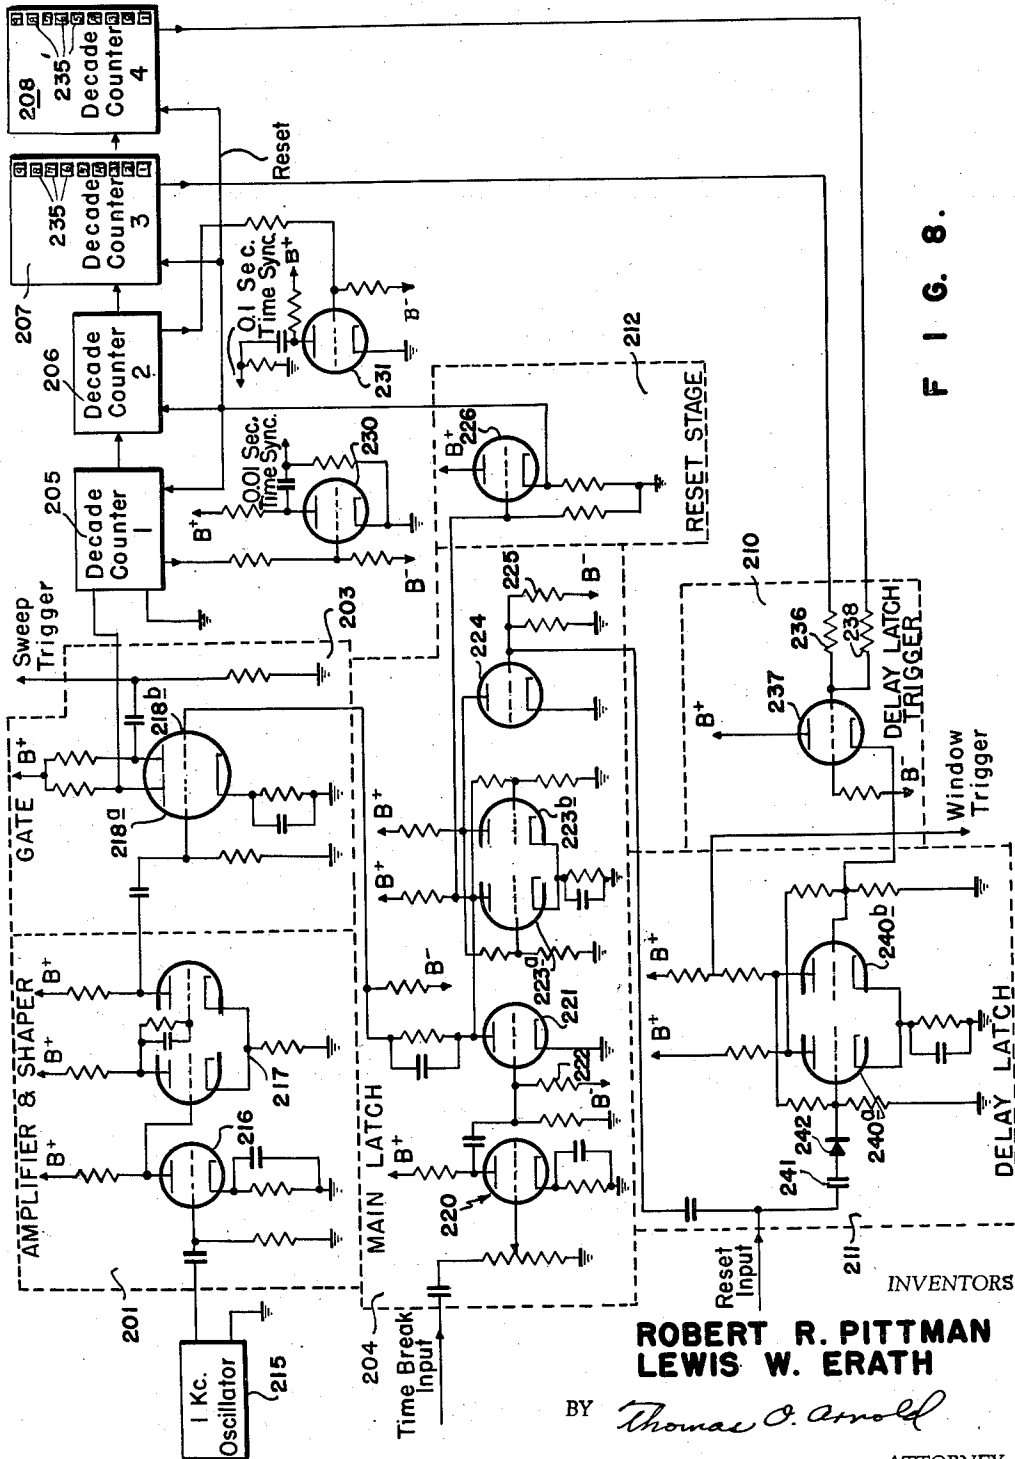 208
235'
Decade
Counter
4
207
235
Decade
Counter
3
206
Decade
Counter
2
205
Decade
Counter
1
Reset
0.1 Sec.
Time Sync.
B+
B-
231
0.01 Sec.
Time Sync.
B+
B-
230
Sweep
Trigger
203
GATE
B+
218a
218b
AMPLIFIER & SHAPER
B+
B+
B+
216
217
201
1 Kc.
Oscillator
215
212
RESET STAGE
B+
226
MAIN LATCH
204
B+
B+
B+
B-
B-
B-
220
221
222
223a
223b
224
225
Time Break
Input
210
DELAY LATCH
TRIGGER
B+
B-
236
238
237
Window
Trigger
DELAY LATCH
B+
B+
240a
240b
241
242
211
Reset
Input
FIG. 8.
INVENTORS
ROBERT R. PITTMAN
LEWIS W. ERATH
BY Thomas O. Arnold
ATTORNEY